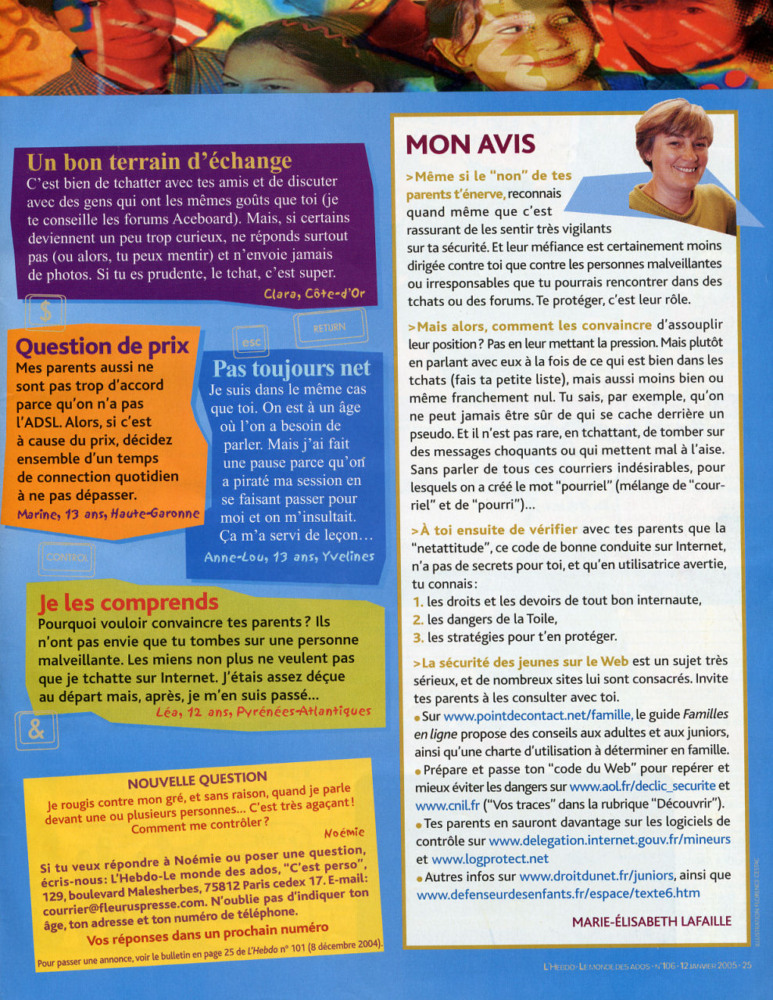 Un bon terrain d'échange
C'est bien de tchatter avec tes amis et de discuter
avec des gens qui ont les mêmes goûts que toi (je
te conseille les forums Aceboard). Mais, si certains
deviennent un peu trop curieux, ne réponds surtout
pas (ou alors, tu peux mentir) et n'envoie jamais
de photos. Si tu es prudente, le tchat, c'est super.
Clara, Côte-d'Or
$
esc
RETURN
Question de prix
Mes parents aussi ne
sont pas trop d'accord
parce qu'on n'a pas
l'ADSL. Alors, si c'est
à cause du prix, décidez
ensemble d'un temps
de connection quotidien
à ne pas dépasser.
Marine, 13 ans, Haute-Garonne
Pas toujours net
Je suis dans le même cas
que toi. On est à un âge
où l'on a besoin de
parler. Mais j'ai fait
une pause parce qu'on
a piraté ma session en
se faisant passer pour
moi et on m'insultait.
Ça m'a servi de leçon...
Anne-Lou, 13 ans, Yvelines
CONTROL
Je les comprends
Pourquoi vouloir convaincre tes parents ? Ils
n'ont pas envie que tu tombes sur une personne
malveillante. Les miens non plus ne veulent pas
que je tchatte sur Internet. J'étais assez déçue
au départ mais, après, je m'en suis passé...
Léa, 12 ans, Pyrénées-Atlantiques
&
NOUVELLE QUESTION
Je rougis contre mon gré, et sans raison, quand je parle
devant une ou plusieurs personnes... C'est très agaçant !
Comment me contrôler ?
Noémie
Si tu veux répondre à Noémie ou poser une question,
écris-nous : L'Hebdo-Le monde des ados, "C'est perso",
129, boulevard Malesherbes, 75812 Paris cedex 17. E-mail:
courrier@fleuruspresse.com. N'oublie pas d'indiquer ton
âge, ton adresse et ton numéro de téléphone.
Vos réponses dans un prochain numéro
Pour passer une annonce, voir le bulletin en page 25 de L'Hebdo n° 101 (8 décembre 2004).
MON AVIS
>Même si le "non" de tes
parents t'énerve, reconnais
quand même que c'est
rassurant de les sentir très vigilants
sur ta sécurité. Et leur méfiance est certainement moins
dirigée contre toi que contre les personnes malveillantes
ou irresponsables que tu pourrais rencontrer dans des
tchats ou des forums. Te protéger, c'est leur rôle.
>Mais alors, comment les convaincre d'assouplir
leur position ? Pas en leur mettant la pression. Mais plutôt
en parlant avec eux à la fois de ce qui est bien dans les
tchats (fais ta petite liste), mais aussi moins bien ou
même franchement nul. Tu sais, par exemple, qu'on
ne peut jamais être sûr de qui se cache derrière un
pseudo. Et il n'est pas rare, en tchattant, de tomber sur
des messages choquants ou qui mettent mal à l'aise.
Sans parler de tous ces courriers indésirables, pour
lesquels on a créé le mot "pourriel" (mélange de "cour-
riel" et de "pourri")...
>À toi ensuite de vérifier avec tes parents que la
"netattitude", ce code de bonne conduite sur Internet,
n'a pas de secrets pour toi, et qu'en utilisatrice avertie,
tu connais :
1. les droits et les devoirs de tout bon internaute,
2. les dangers de la Toile,
3. les stratégies pour t'en protéger.
>La sécurité des jeunes sur le Web est un sujet très
sérieux, et de nombreux sites lui sont consacrés. Invite
tes parents à les consulter avec toi.
● Sur www.pointdecontact.net/famille, le guide Familles
en ligne propose des conseils aux adultes et aux juniors,
ainsi qu'une charte d'utilisation à déterminer en famille.
● Prépare et passe ton "code du Web" pour repérer et
mieux éviter les dangers sur www.aol.fr/declic_securite et
www.cnil.fr ("Vos traces" dans la rubrique "Découvrir").
● Tes parents en sauront davantage sur les logiciels de
contrôle sur www.delegation.internet.gouv.fr/mineurs
et www.logprotect.net
● Autres infos sur www.droitdunet.fr/juniors, ainsi que
www.defenseurdesenfants.fr/espace/texte6.htm
MARIE-ÉLISABETH LAFAILLE
ILLUSTRATION FLORENCE CESTAC
L'HEBDO - LE MONDE DES ADOS - N°106 - 12 JANVIER 2005 - 25